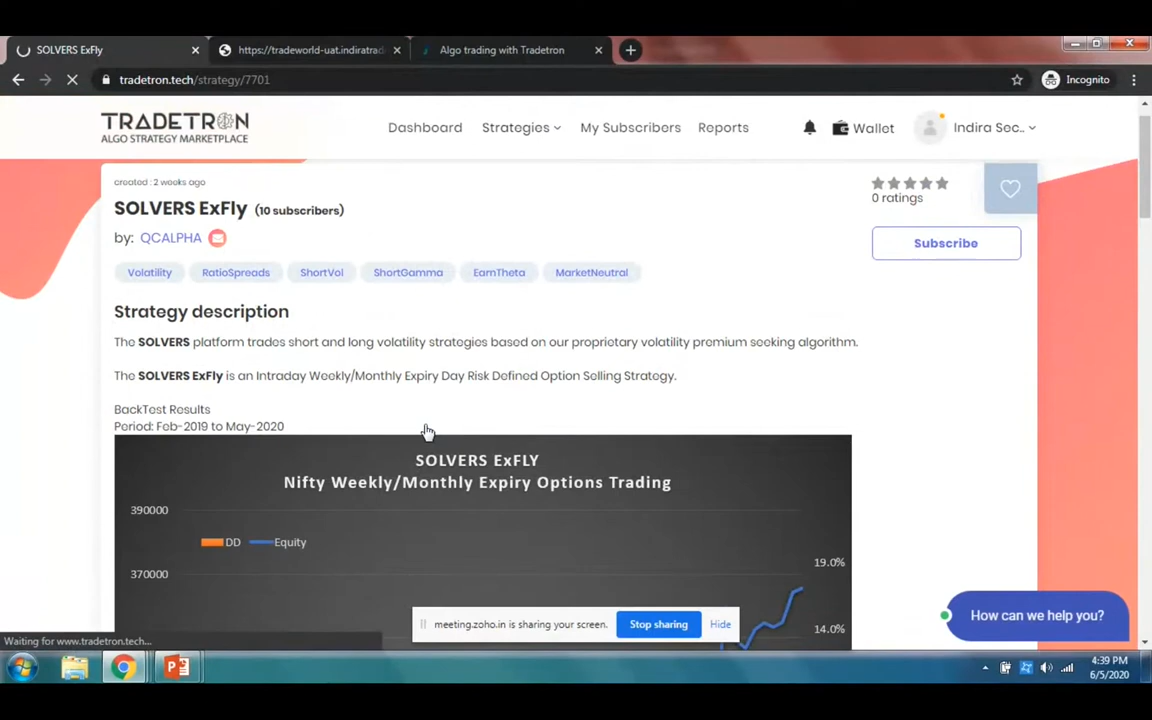 SOLVERS ExFly
https://tradeworld-uat.indiratrad
Algo trading with Tradetron
tradetron.tech/strategy/7701
Incognito
TRADETRON
ALGO STRATEGY MARKETPLACE
Dashboard
Strategies
My Subscribers
Reports
Wallet
Indira Sec..
created : 2 weeks ago
SOLVERS ExFly (10 subscribers)
0 ratings
by: QCALPHA
Subscribe
Volatility
RatioSpreads
ShortVol
ShortGamma
EarnTheta
MarketNeutral
Strategy description
The SOLVERS platform trades short and long volatility strategies based on our proprietary volatility premium seeking algorithm.
The SOLVERS ExFly is an Intraday Weekly/Monthly Expiry Day Risk Defined Option Selling Strategy.
BackTest Results
Period: Feb-2019 to May-2020
SOLVERS ExFLY
Nifty Weekly/Monthly Expiry Options Trading
390000
DD
Equity
19.0%
370000
14.0%
How can we help you?
meeting.zoho.in is sharing your screen.
Stop sharing
Hide
Waiting for www.tradetron.tech...
4:39 PM
6/5/2020